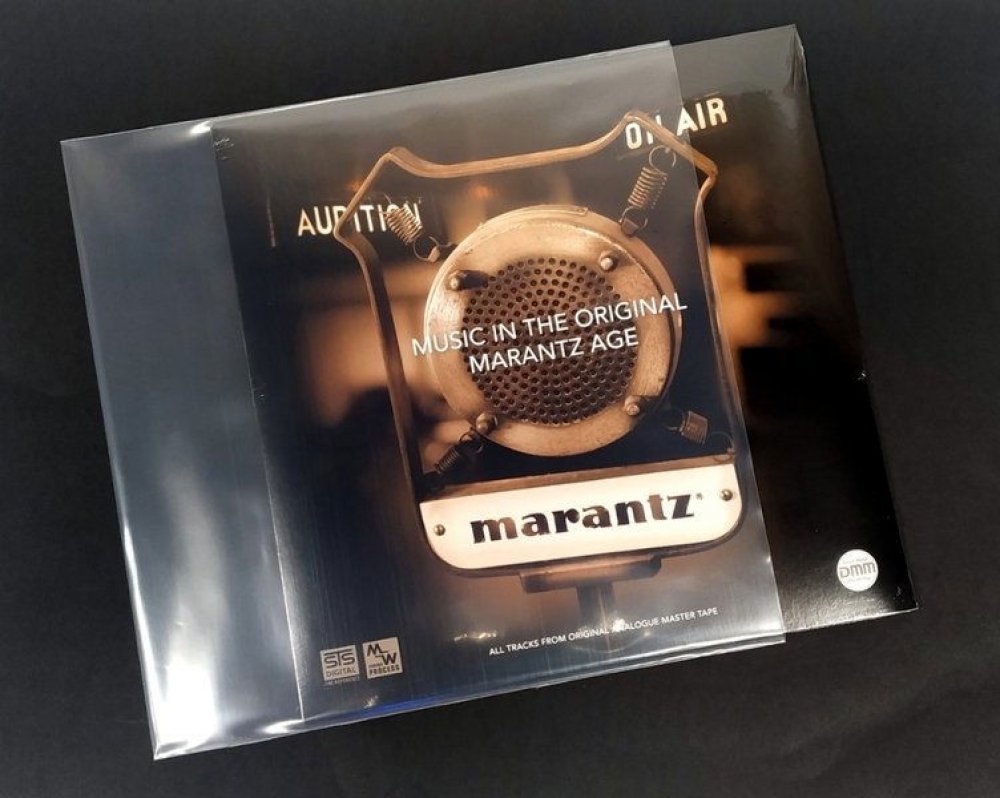 ON AIR
AUDITION
MUSIC IN THE ORIGINAL
MARANTZ AGE
marantz
ALL TRACKS FROM ORIGINAL ANALOGUE MASTER TAPE
STS
DIGITAL
MW
PROCESS
DMM